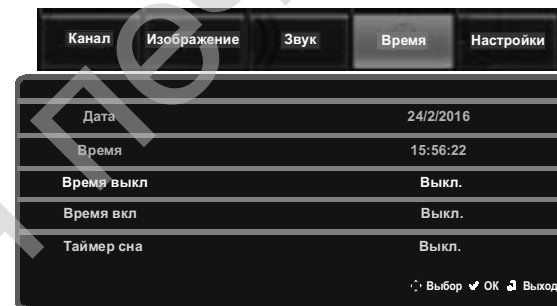 Канал Изображение Звук Время Настройки
Дата 24/2/2016
Время 15:56:22
Время выкл Выкл.
Время вкл Выкл.
Таймер сна Выкл.
Выбор ОК Выход